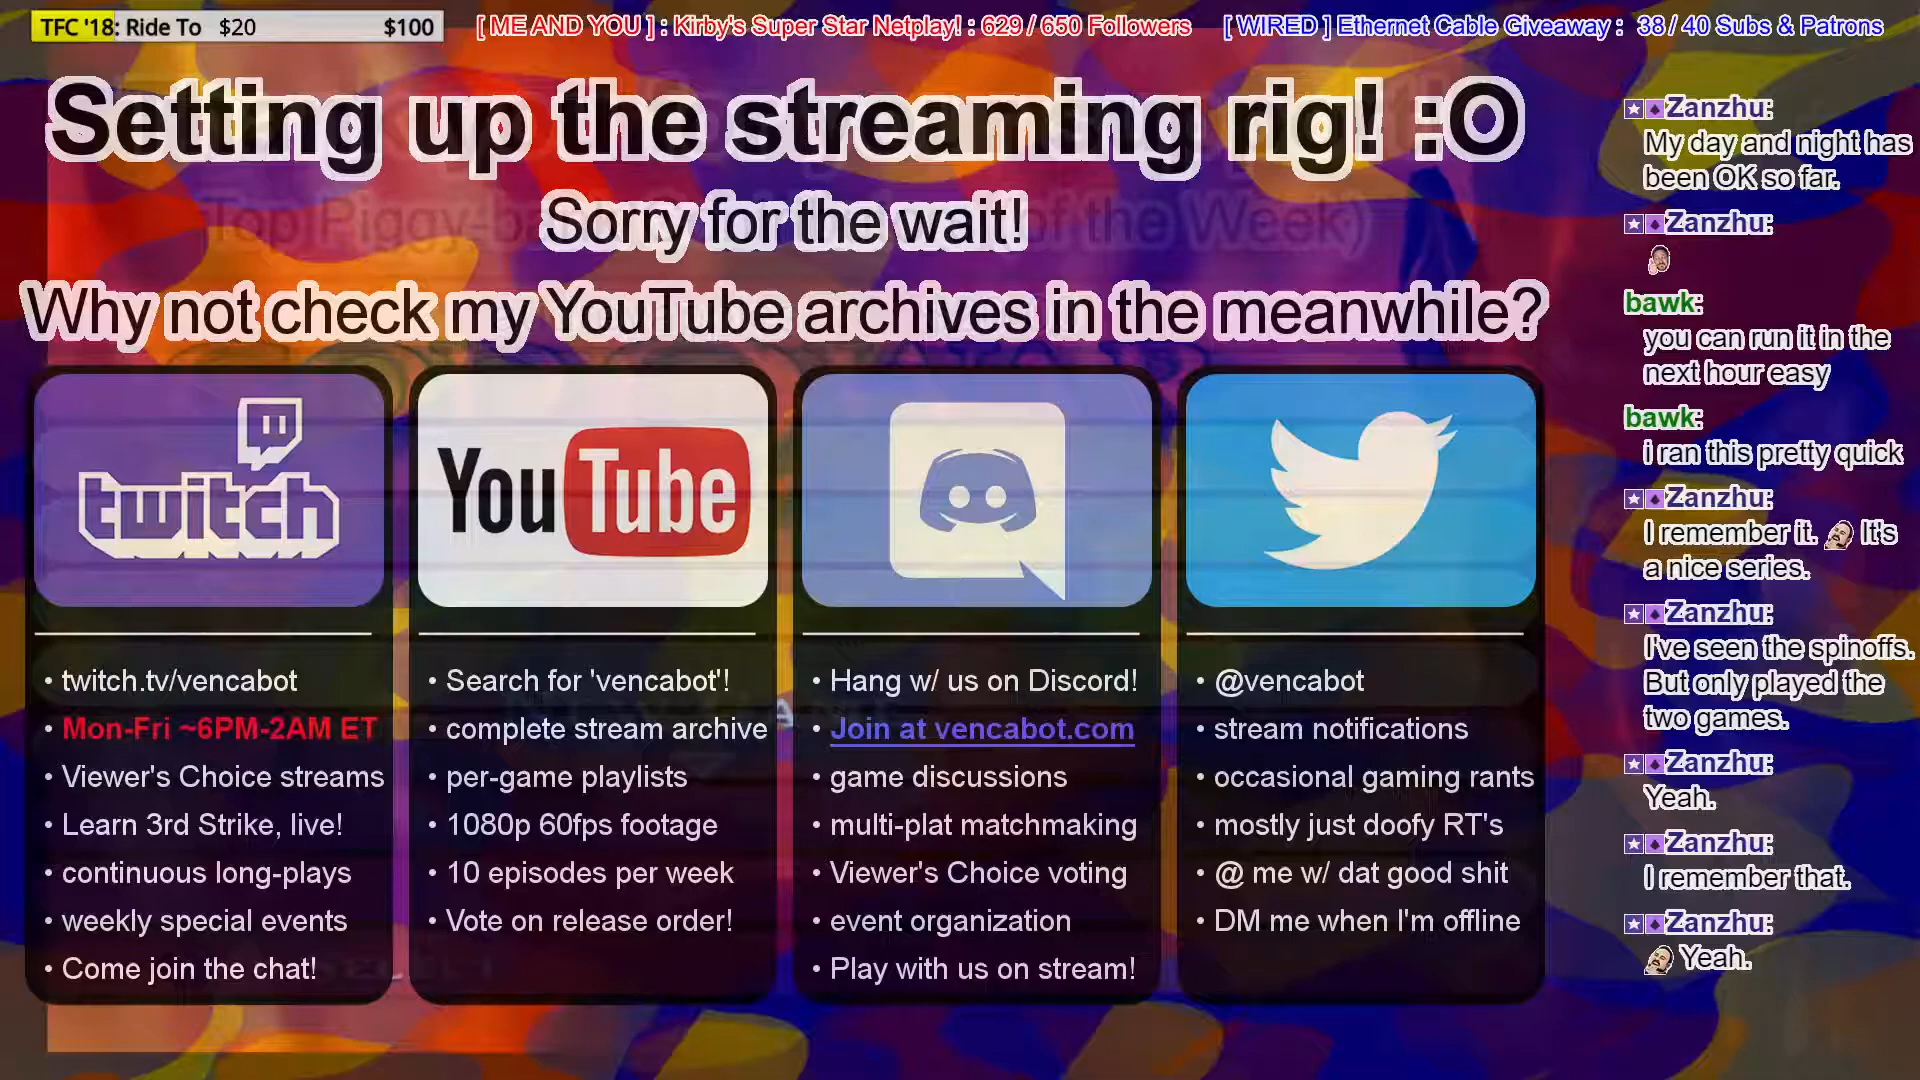 TFC '18: Ride To $20 $100
[ ME AND YOU ] : Kirby's Super Star Netplay! : 629 / 650 Followers
[ WIRED ] Ethernet Cable Giveaway : 38 / 40 Subs & Patrons
Setting up the streaming rig! :O
Sorry for the wait!
Top Piggy-ba of the Week)
Why not check my YouTube archives in the meanwhile?
twitch
• twitch.tv/vencabot
• Mon-Fri ~6PM-2AM ET
• Viewer's Choice streams
• Learn 3rd Strike, live!
• continuous long-plays
• weekly special events
• Come join the chat!
YouTube
• Search for 'vencabot'!
• complete stream archive
• per-game playlists
• 1080p 60fps footage
• 10 episodes per week
• Vote on release order!
• Hang w/ us on Discord!
• Join at vencabot.com
• game discussions
• multi-plat matchmaking
• Viewer's Choice voting
• event organization
• Play with us on stream!
• @vencabot
• stream notifications
• occasional gaming rants
• mostly just doofy RT's
• @ me w/ dat good shit
• DM me when I'm offline
Zanzhu:
My day and night has
been OK so far.
Zanzhu:
bawk:
you can run it in the
next hour easy
bawk:
i ran this pretty quick
Zanzhu:
I remember it. It's
a nice series.
Zanzhu:
I've seen the spinoffs.
But only played the
two games.
Zanzhu:
Yeah.
Zanzhu:
I remember that.
Zanzhu:
Yeah.